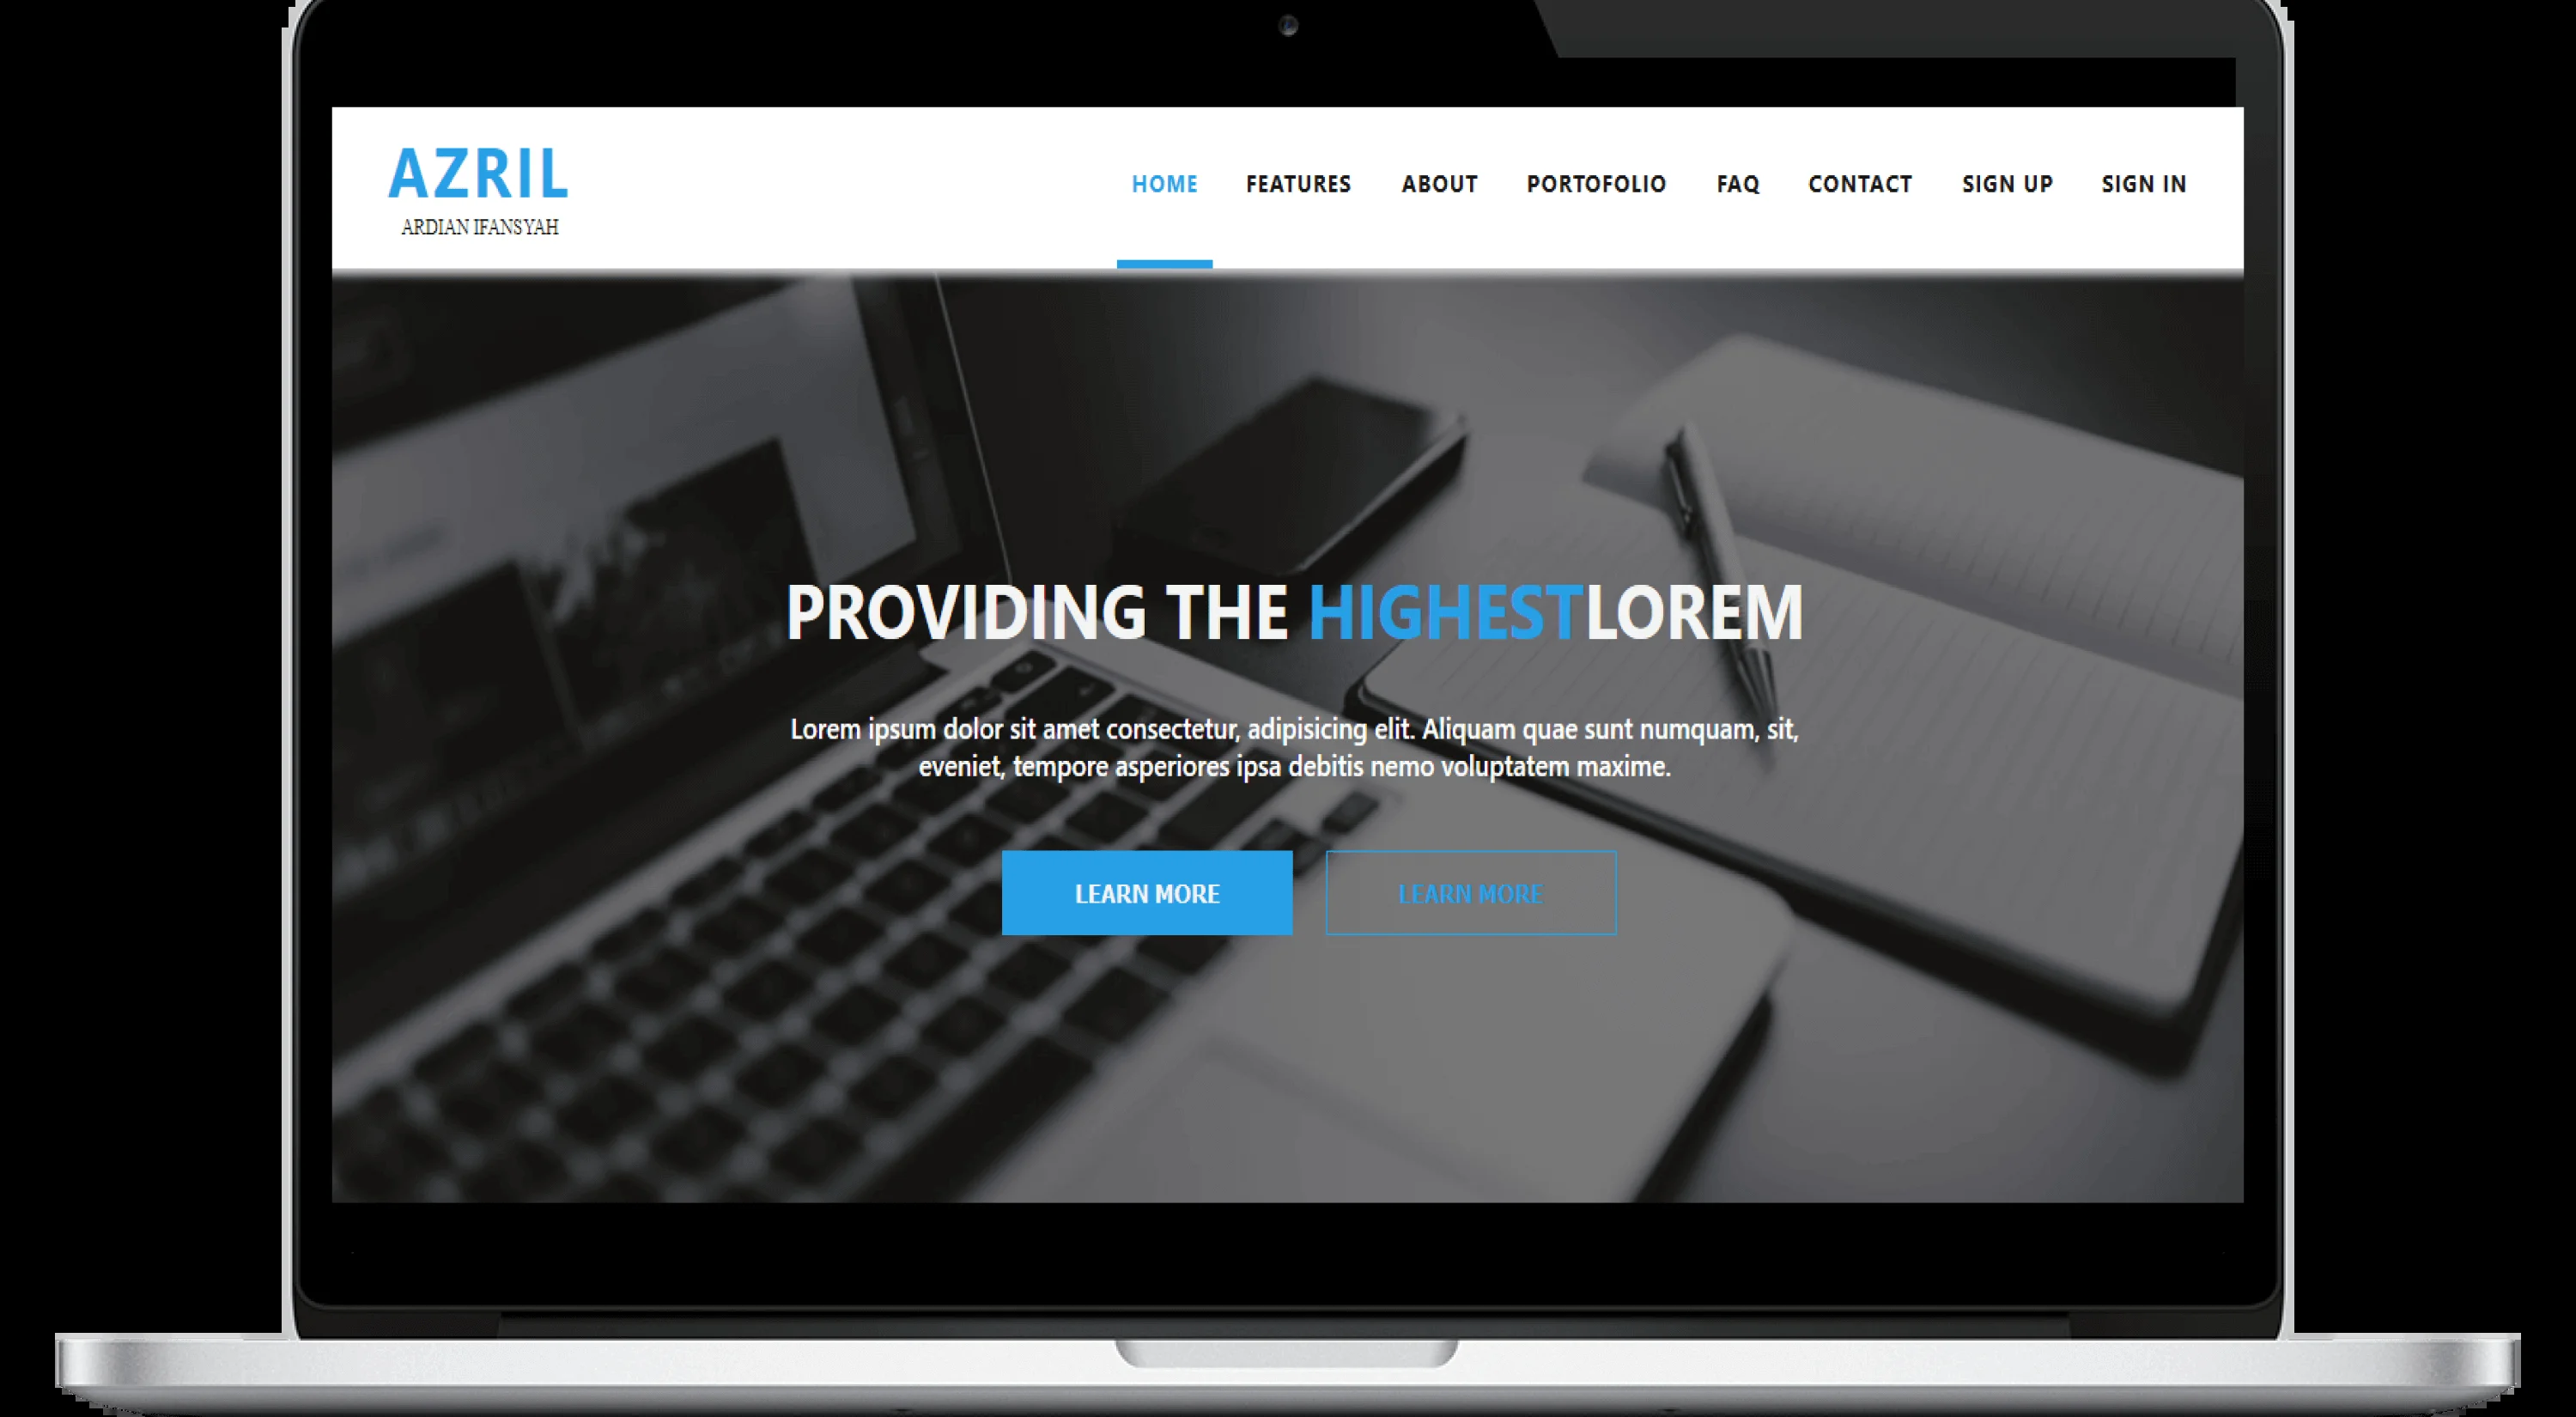 AZRIL
ARDIAN IFANSYAH
HOME FEATURES ABOUT PORTOFOLIO FAQ CONTACT SIGN UP SIGN IN
PROVIDING THE HIGHESTLOREM
Lorem ipsum dolor sit amet consectetur, adipisicing elit. Aliquam quae sunt numquam, sit,
eveniet, tempore asperiores ipsa debitis nemo voluptatem maxime.
LEARN MORE LEARN MORE